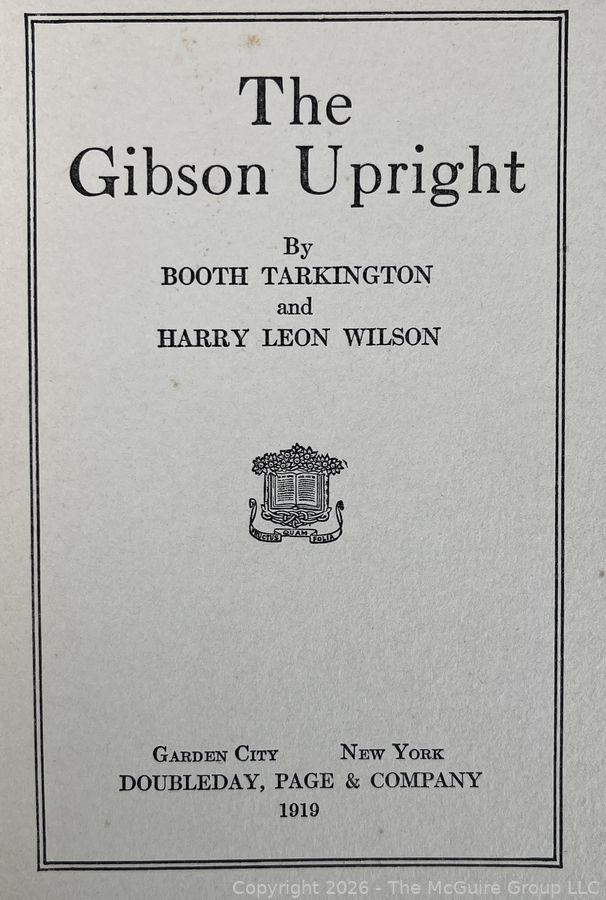 The
Gibson Upright
By
BOOTH TARKINGTON
and
HARRY LEON WILSON
FRUCTUS QUAM FOLIA
GARDEN CITY NEW YORK
DOUBLEDAY, PAGE & COMPANY
1919
Copyright 2026 - The McGuire Group LLC